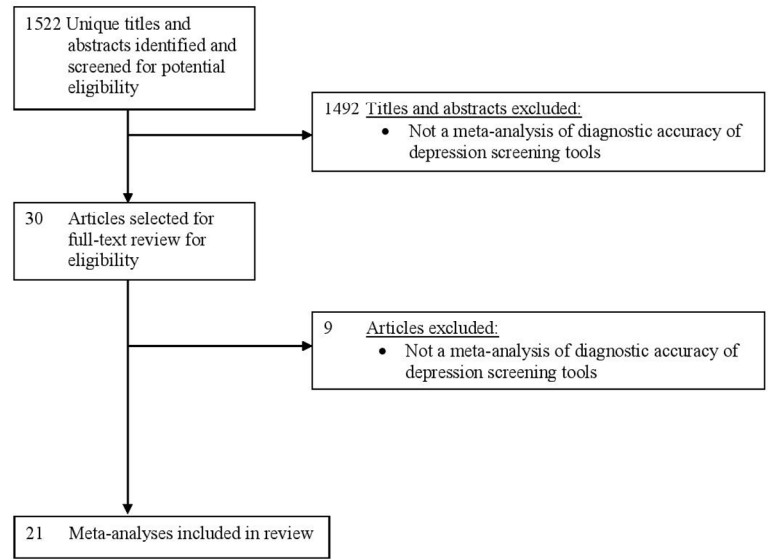 1522 Unique titles and
abstracts identified and
screened for potential
eligibility
1492 Titles and abstracts excluded:
• Not a meta-analysis of diagnostic accuracy of
depression screening tools
30 Articles selected for
full-text review for
eligibility
9 Articles excluded:
• Not a meta-analysis of diagnostic accuracy of
depression screening tools
21 Meta-analyses included in review